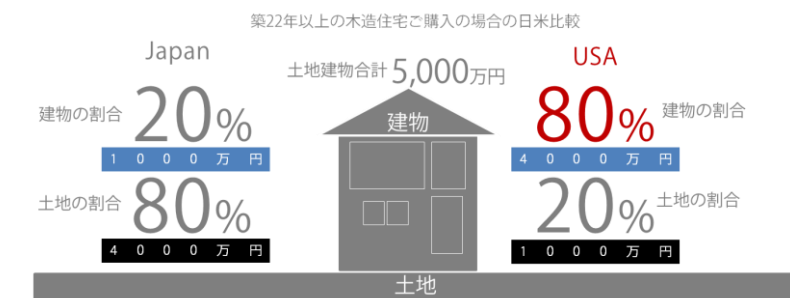 築22年以上の木造住宅ご購入の場合の日米比較
Japan
土地建物合計 5,000万円
USA
建物の割合 20%
1000万円
土地の割合 80%
4000万円
建物
80% 建物の割合
4000万円
20% 土地の割合
1000万円
土地